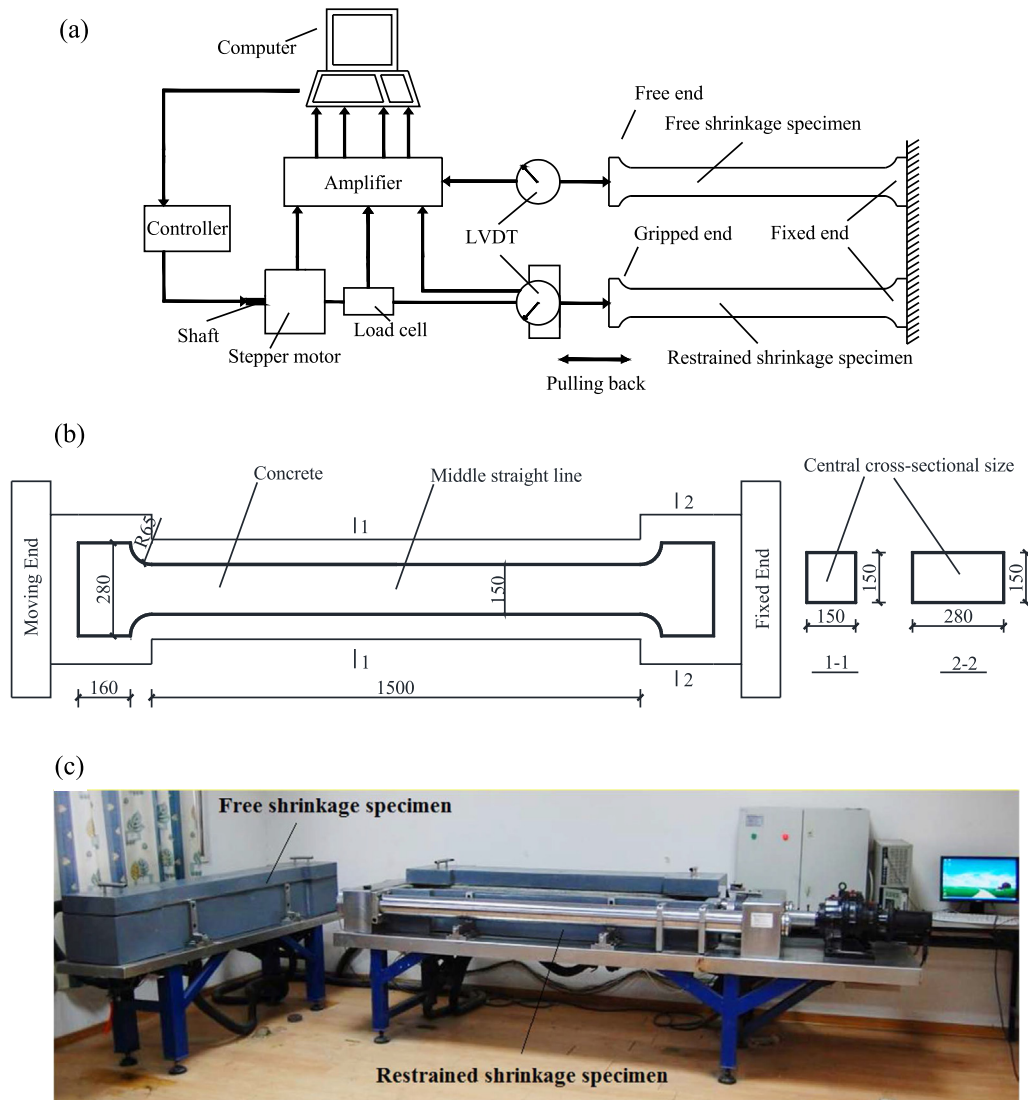 (a)
Computer
Free end
Free shrinkage specimen
Amplifier
Controller
LVDT
Gripped end
Fixed end
Shaft
Load cell
Stepper motor
Restrained shrinkage specimen
Pulling back
(b)
Concrete
Middle straight line
Central cross-sectional size
1
2
R65
Moving End
280
150
Fixed End
150
150
150
280
1
2
1-1
2-2
160
1500
(c)
Free shrinkage specimen
Restrained shrinkage specimen